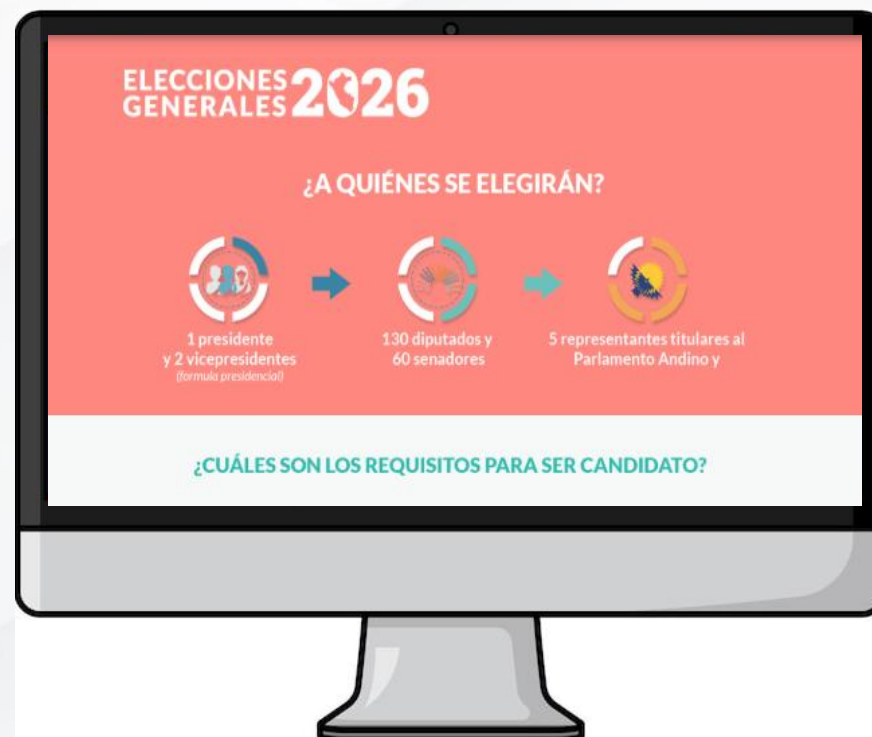 ELECCIONES
GENERALES 2026
¿A QUIÉNES SE ELEGIRÁN?
1 presidente
y 2 vicepresidentes
(formula presidencial)
130 diputados y
60 senadores
5 representantes titulares al
Parlamento Andino y
¿CUÁLES SON LOS REQUISITOS PARA SER CANDIDATO?